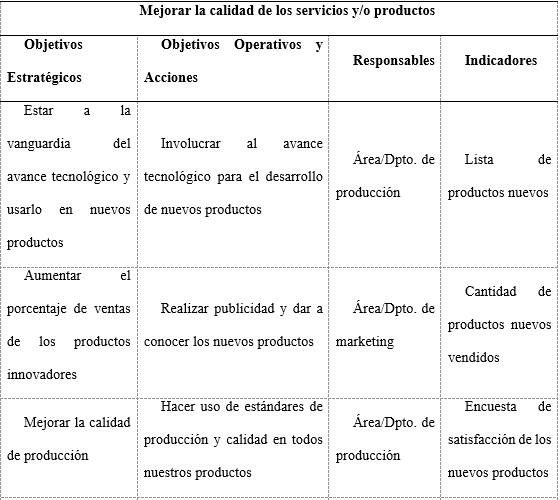 Mejorar la calidad de los servicios y/o productos
Objetivos
Estratégicos
Objetivos Operativos y
Acciones
Responsables
Indicadores
Estar a la
vanguardia del
avance tecnológico y
usarlo en nuevos
productos
Involucrar al avance
tecnológico para el desarrollo
de nuevos productos
Área/Dpto. de
producción
Lista de
productos nuevos
Aumentar el
porcentaje de ventas
de los productos
innovadores
Realizar publicidad y dar a
conocer los nuevos productos
Área/Dpto. de
marketing
Cantidad de
productos nuevos
vendidos
Mejorar la calidad
de producción
Hacer uso de estándares de
producción y calidad en todos
nuestros productos
Área/Dpto. de
producción
Encuesta de
satisfacción de los
nuevos productos